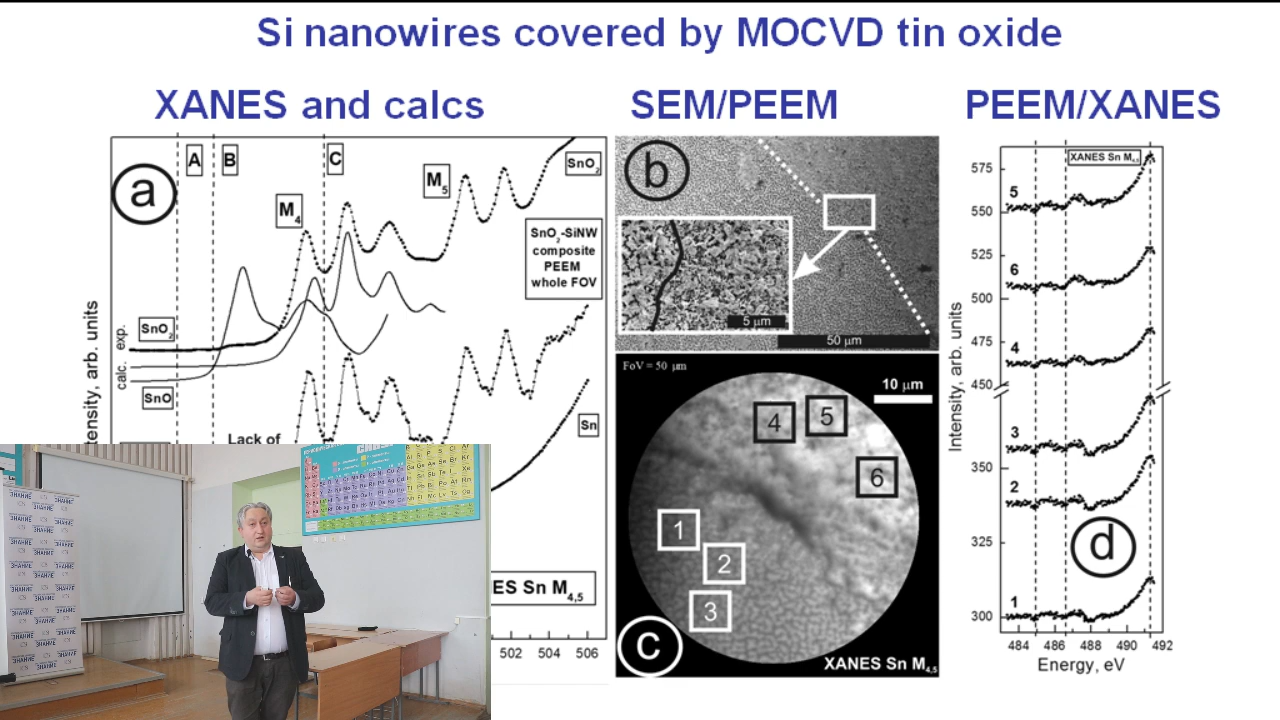 Si nanowires covered by MOCVD tin oxide
XANES and calcs
SEM/PEEM
PEEM/XANES
a
A
B
C
M4
M5
SnO2
SnO2-SiNW
composite
PEEM
whole FOV
SnO2
exp.
calc.
SnO
Sn
Lack of
ES Sn M4,5
502 504 506
b
5 μm
50 μm
FoV = 50 μm
10 μm
4
5
6
1
2
3
c
XANES Sn M4,5
XANES Sn M4,5
Intensity, arb. units
575
550
525
500
475
450
350
325
300
5
6
4
3
2
1
d
484 486 488 490 492
Energy, eV
tensity, arb. units
ЗНАНИЕ